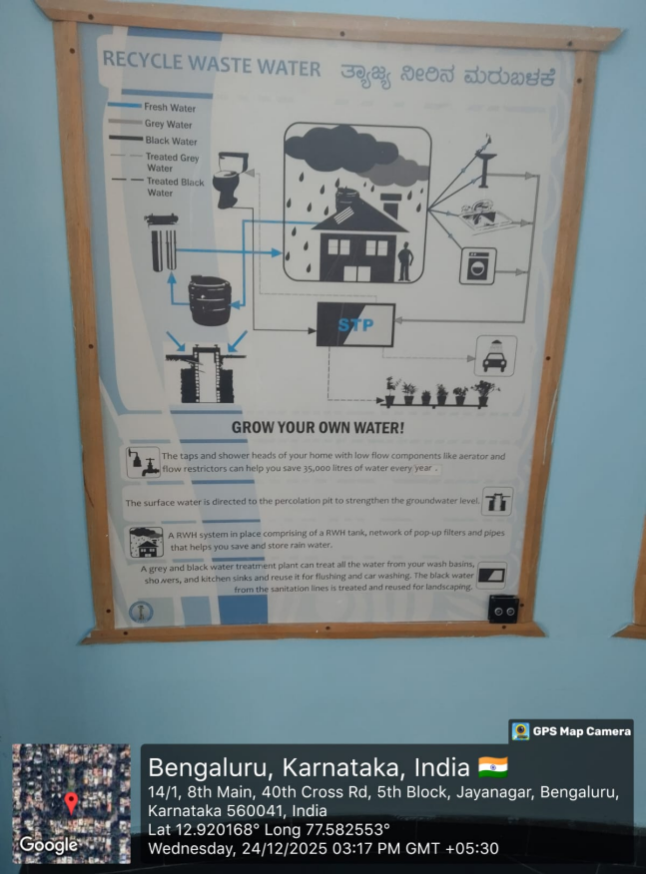 RECYCLE WASTE WATER ತ್ಯಾಜ್ಯ ನೀರಿನ ಮರುಬಳಕೆ
Fresh Water
Grey Water
Black Water
Treated Grey
Water
Treated Black
Water
STP
GROW YOUR OWN WATER!
The taps and shower heads of your home with low flow components like aerator and
flow restrictors can help you save 35,000 litres of water every year .
The surface water is directed to the percolation pit to strengthen the groundwater level.
A RWH system in place comprising of a RWH tank, network of pop-up filters and pipes
that helps you save and store rain water.
A grey and black water treatment plant can treat all the water from your wash basins,
showers, and kitchen sinks and reuse it for flushing and car washing. The black water
from the sanitation lines is treated and reused for landscaping.
GPS Map Camera
Google
Bengaluru, Karnataka, India
14/1, 8th Main, 40th Cross Rd, 5th Block, Jayanagar, Bengaluru,
Karnataka 560041, India
Lat 12.920168° Long 77.582553°
Wednesday, 24/12/2025 03:17 PM GMT +05:30